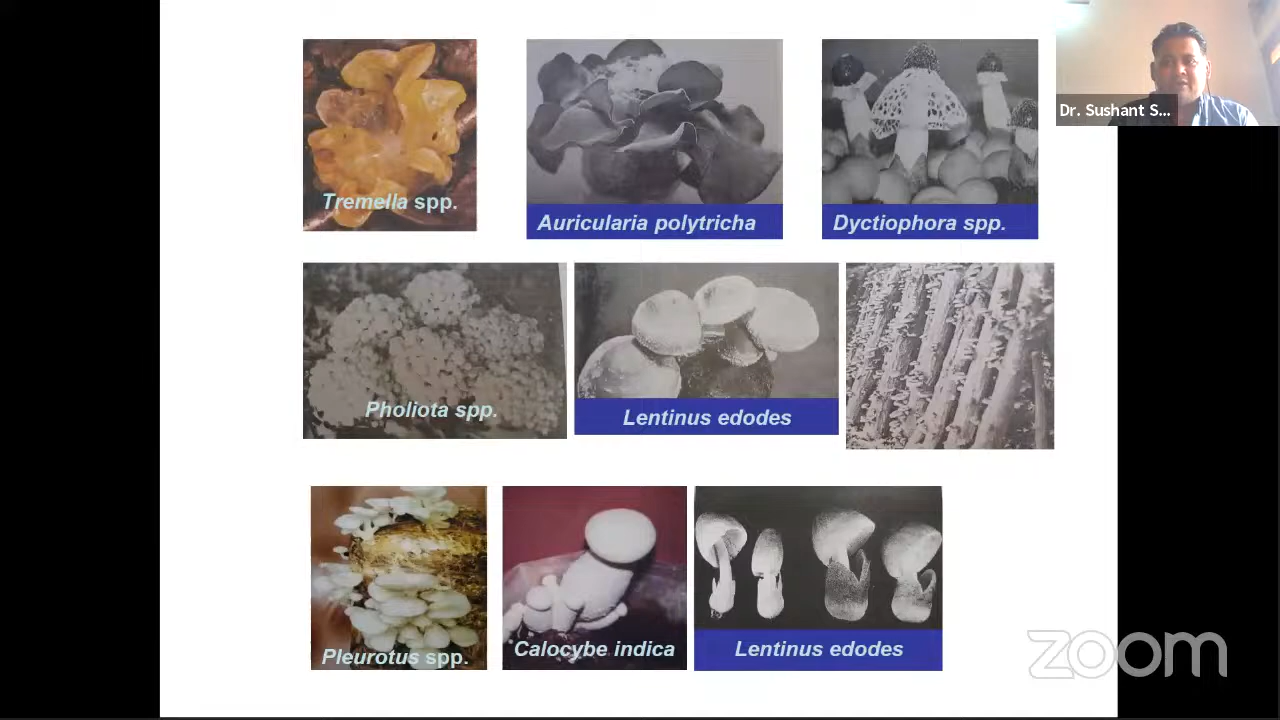 Dr. Sushant S...
Tremella spp.
Auricularia polytricha
Dyctiophora spp.
Pholiota spp.
Lentinus edodes
Pleurotus spp.
Calocybe indica
Lentinus edodes
zoom